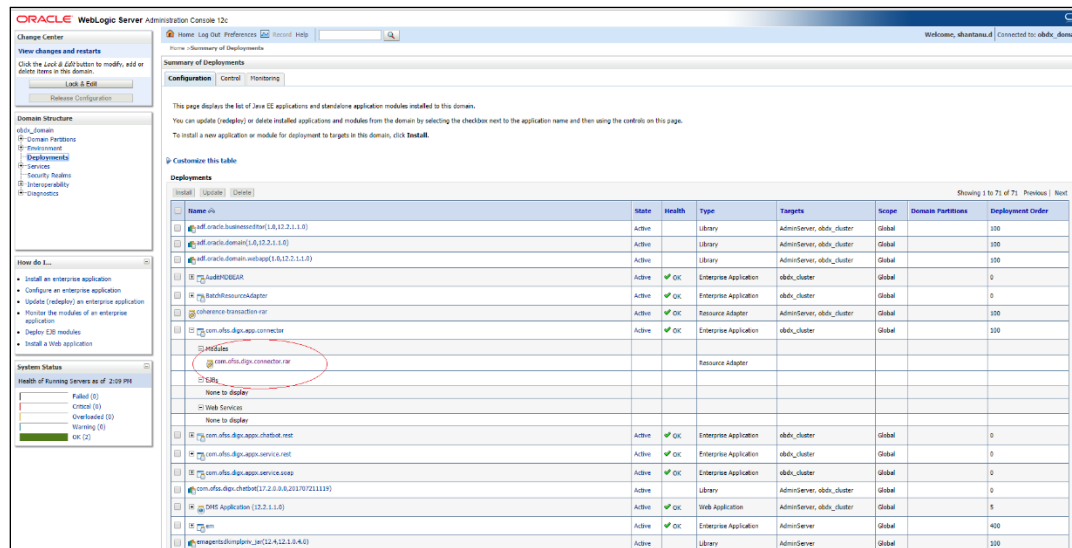 ORACLE WebLogic Server Administration Console 12c
Change Center
View changes and restarts
Click the Lock & Edit button to modify, add or
delete items in this domain.
Lock & Edit
Release Configuration
Domain Structure
obdx_domain
Domain Partitions
Environment
Deployments
Services
Security Realms
Interoperability
Diagnostics
How do I...
Install an enterprise application
Configure an enterprise application
Update (redeploy) an enterprise application
Monitor the modules of an enterprise
application
Deploy EJB modules
Install a Web application
System Status
Health of Running Servers as of 2:09 PM
Failed (0)
Critical (0)
Overloaded (0)
Warning (0)
OK (2)
Home Log Out Preferences Record Help
Welcome, shantanu.d Connected to: obdx_doma
Home >Summary of Deployments
Summary of Deployments
Configuration Control Monitoring
This page displays the list of Java EE applications and standalone application modules installed to this domain.
You can update (redeploy) or delete installed applications and modules from the domain by selecting the checkbox next to the application name and then using the controls on this page.
To install a new application or module for deployment to targets in this domain, click Install.
Customize this table
Deployments
Install Update Delete Showing 1 to 71 of 71 Previous | Next
Name State Health Type Targets Scope Domain Partitions Deployment Order
adf.oracle.businesseditor(1.0,12.2.1.1.0) Active Library AdminServer, obdx_cluster Global 100
adf.oracle.domain(1.0,12.2.1.1.0) Active Library AdminServer, obdx_cluster Global 100
adf.oracle.domain.webapp(1.0,12.2.1.1.0) Active Library AdminServer, obdx_cluster Global 100
AuditMDBEAR Active OK Enterprise Application obdx_cluster Global 0
BatchResourceAdapter Active OK Enterprise Application obdx_cluster Global 0
coherence-transaction-rar Active OK Resource Adapter AdminServer, obdx_cluster Global 100
com.ofss.digx.app.connector Active OK Enterprise Application obdx_cluster Global 100
Modules
com.ofss.digx.connector.rar Resource Adapter
EJBs
None to display
Web Services
None to display
com.ofss.digx.appx.chatbot.rest Active OK Enterprise Application obdx_cluster Global 0
com.ofss.digx.appx.service.rest Active OK Enterprise Application obdx_cluster Global 0
com.ofss.digx.appx.service.soap Active OK Enterprise Application obdx_cluster Global 0
com.ofss.digx.chatbot(17.2.0.0.0,201707211119) Active Library AdminServer, obdx_cluster Global 0
DMS Application (12.2.1.1.0) Active OK Web Application AdminServer, obdx_cluster Global 5
em Active OK Enterprise Application AdminServer Global 400
emagentsdkimplpriv_jar(12.4,12.1.0.4.0) Active Library AdminServer Global 100